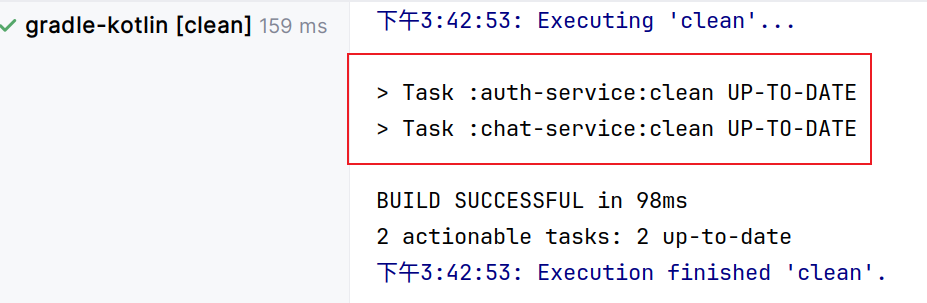 gradle-kotlin [clean] 159 ms
下午3:42:53: Executing 'clean'...
> Task :auth-service:clean UP-TO-DATE
> Task :chat-service:clean UP-TO-DATE
BUILD SUCCESSFUL in 98ms
2 actionable tasks: 2 up-to-date
下午3:42:53: Execution finished 'clean'.